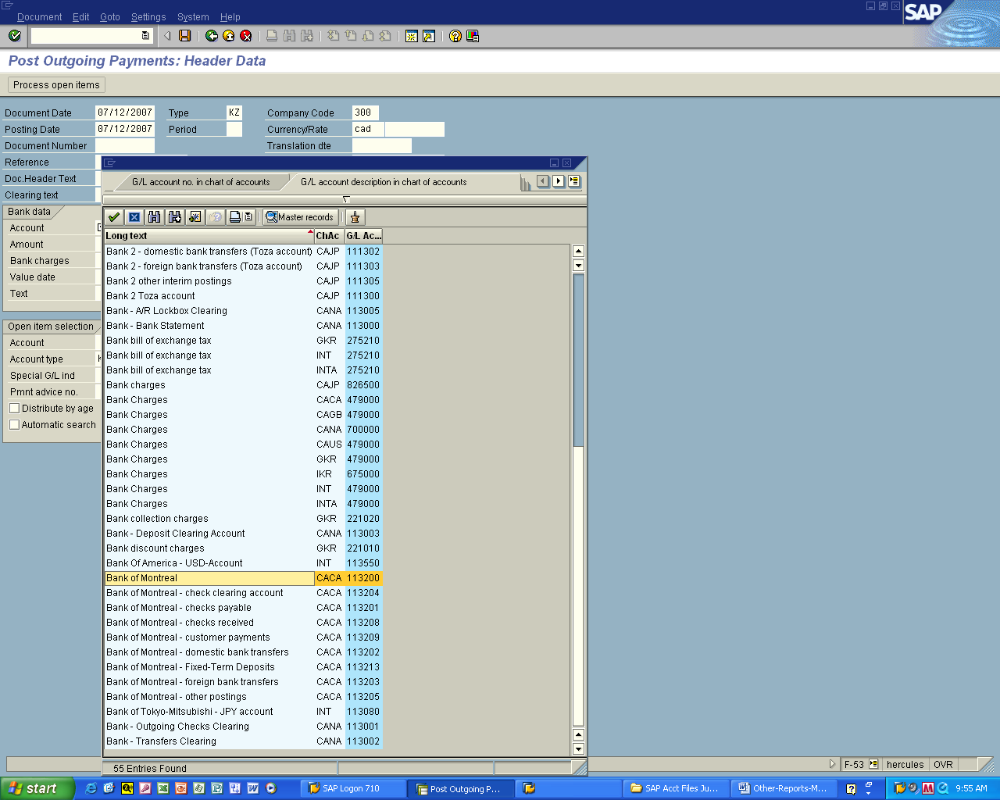 Document Edit Goto Settings System Help
SAP
Post Outgoing Payments: Header Data
Process open items
Document Date 07/12/2007 Type KZ Company Code 300
Posting Date 07/12/2007 Period Currency/Rate cad
Document Number Translation dte
Reference
Doc.Header Text
Clearing text
Bank data
Account
Amount
Bank charges
Value date
Text
Open item selection
Account
Account type K
Special G/L ind
Pmnt advice no.
Distribute by age
Automatic search
G/L account no. in chart of accounts G/L account description in chart of accounts
Master records
Long text ChAc G/L Ac...
Bank 2 - domestic bank transfers (Toza account) CAJP 111302
Bank 2 - foreign bank transfers (Toza account) CAJP 111303
Bank 2 other interim postings CAJP 111305
Bank 2 Toza account CAJP 111300
Bank - A/R Lockbox Clearing CANA 113005
Bank - Bank Statement CANA 113000
Bank bill of exchange tax GKR 275210
Bank bill of exchange tax INT 275210
Bank bill of exchange tax INTA 275210
Bank charges CAJP 826500
Bank Charges CACA 479000
Bank Charges CAGB 479000
Bank Charges CANA 700000
Bank Charges CAUS 479000
Bank Charges GKR 479000
Bank Charges IKR 675000
Bank Charges INT 479000
Bank Charges INTA 479000
Bank collection charges GKR 221020
Bank - Deposit Clearing Account CANA 113003
Bank discount charges GKR 221010
Bank Of America - USD-Account INT 113550
Bank of Montreal CACA 113200
Bank of Montreal - check clearing account CACA 113204
Bank of Montreal - checks payable CACA 113201
Bank of Montreal - checks received CACA 113208
Bank of Montreal - customer payments CACA 113209
Bank of Montreal - domestic bank transfers CACA 113202
Bank of Montreal - Fixed-Term Deposits CACA 113213
Bank of Montreal - foreign bank transfers CACA 113203
Bank of Montreal - other postings CACA 113205
Bank of Tokyo-Mitsubishi - JPY account INT 113080
Bank - Outgoing Checks Clearing CANA 113001
Bank - Transfers Clearing CANA 113002
55 Entries Found
F-53 hercules OVR
start SAP Logon 710 Post Outgoing P... SAP Acct Files Ju... Other-Reports-M... 9:55 AM